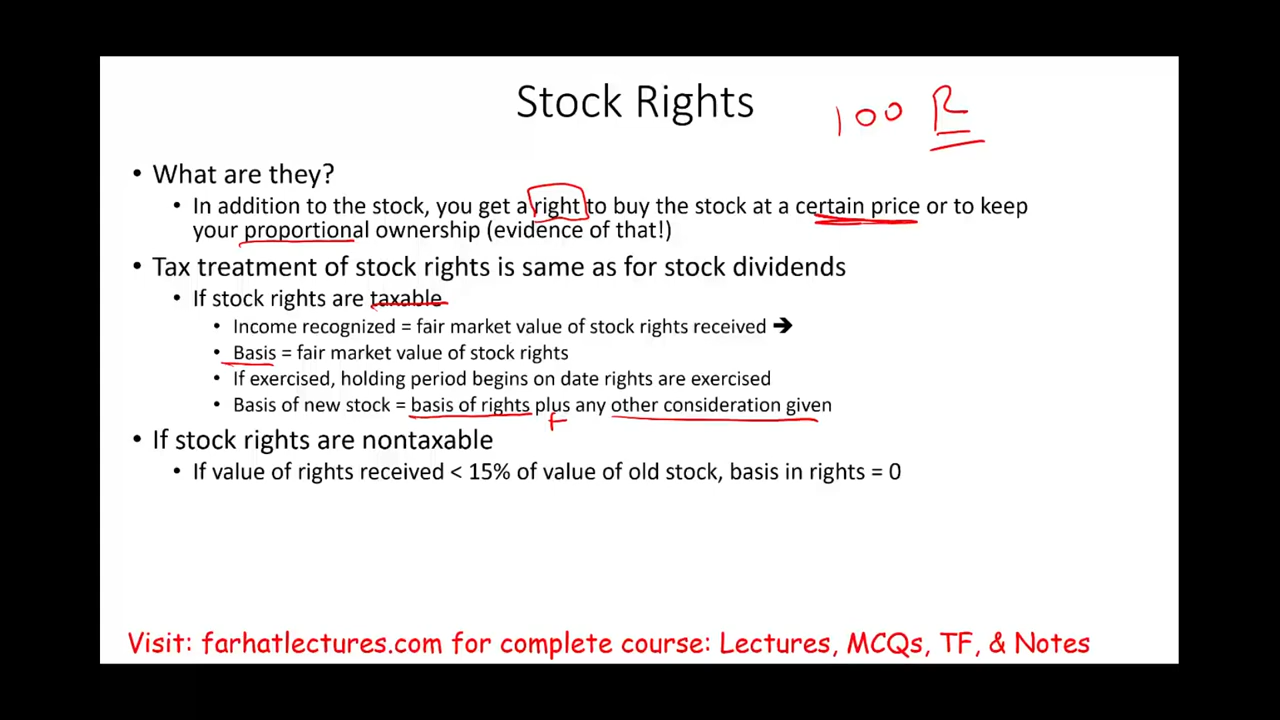 Stock Rights
100 R
• What are they?
• In addition to the stock, you get a right to buy the stock at a certain price or to keep
your proportional ownership (evidence of that!)
• Tax treatment of stock rights is same as for stock dividends
• If stock rights are taxable
• Income recognized = fair market value of stock rights received ➔
• Basis = fair market value of stock rights
• If exercised, holding period begins on date rights are exercised
• Basis of new stock = basis of rights plus any other consideration given
+
• If stock rights are nontaxable
• If value of rights received < 15% of value of old stock, basis in rights = 0
Visit: farhatlectures.com for complete course: Lectures, MCQs, TF, & Notes